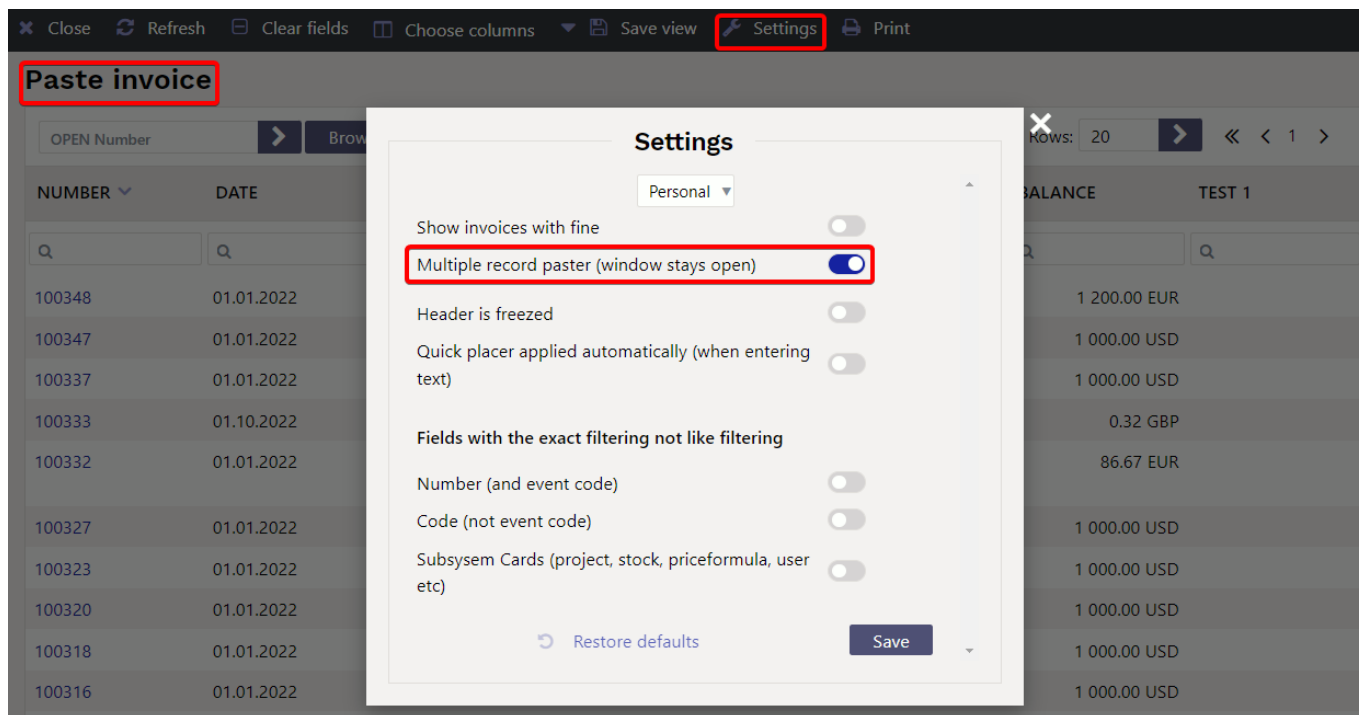 Close Refresh Clear fields Choose columns Save view Settings Print
Paste invoice
OPEN Number
Rows: 20 1
Settings
NUMBER DATE BALANCE TEST 1
Personal
Show invoices with fine
Multiple record paster (window stays open)
100348 01.01.2022 1 200.00 EUR
Header is frozen
100347 01.01.2022 1 000.00 USD
Quick placer applied automatically (when entering
text)
100337 01.01.2022 1 000.00 USD
100333 01.10.2022 0.32 GBP
Fields with the exact filtering not like filtering
100332 01.01.2022 86.67 EUR
Number (and event code)
Code (not event code)
100327 01.01.2022 1 000.00 USD
Subsysem Cards (project, stock, priceformula, user
etc)
100323 01.01.2022 1 000.00 USD
100320 01.01.2022 1 000.00 USD
Restore defaults Save
100318 01.01.2022 1 000.00 USD
100316 01.01.2022 1 000.00 USD